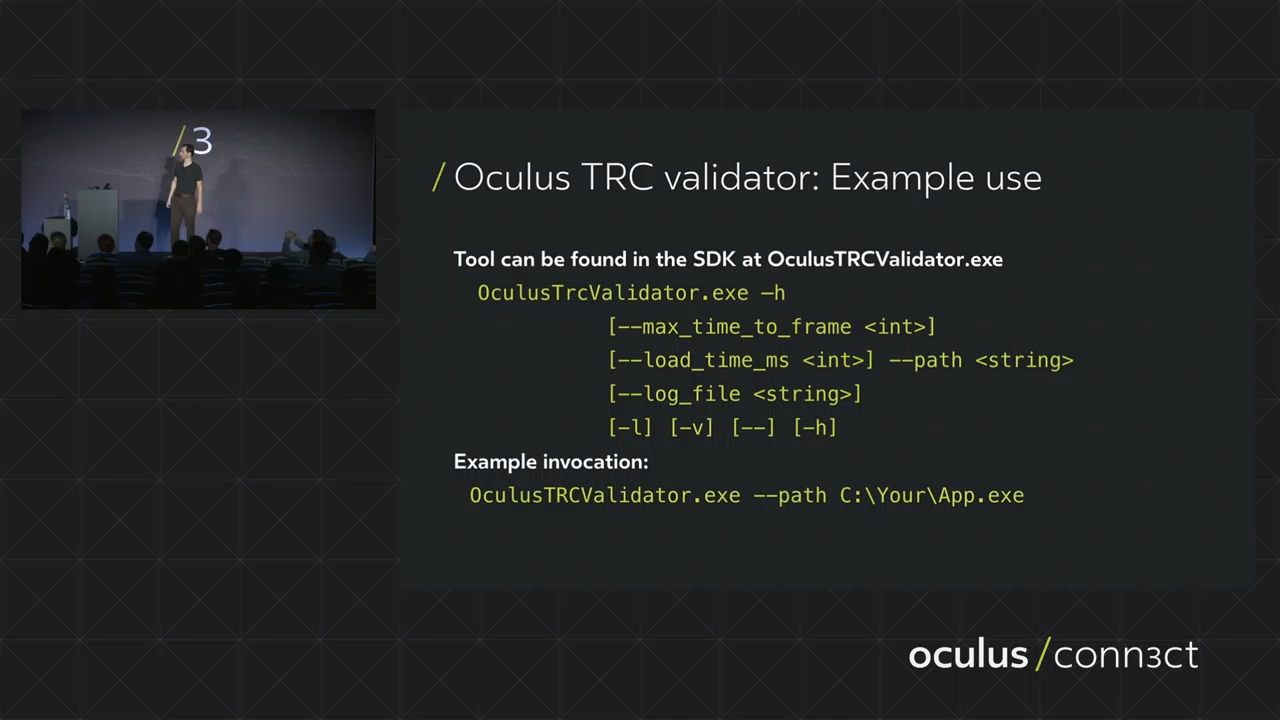 /3
/ Oculus TRC validator: Example use
Tool can be found in the SDK at OculusTRCValidator.exe
OculusTrcValidator.exe –h
[--max_time_to_frame <int>]
[--load_time_ms <int>] --path <string>
[--log_file <string>]
[-l] [-v] [--] [-h]
Example invocation:
OculusTRCValidator.exe --path C:\Your\App.exe
oculus /conn3ct